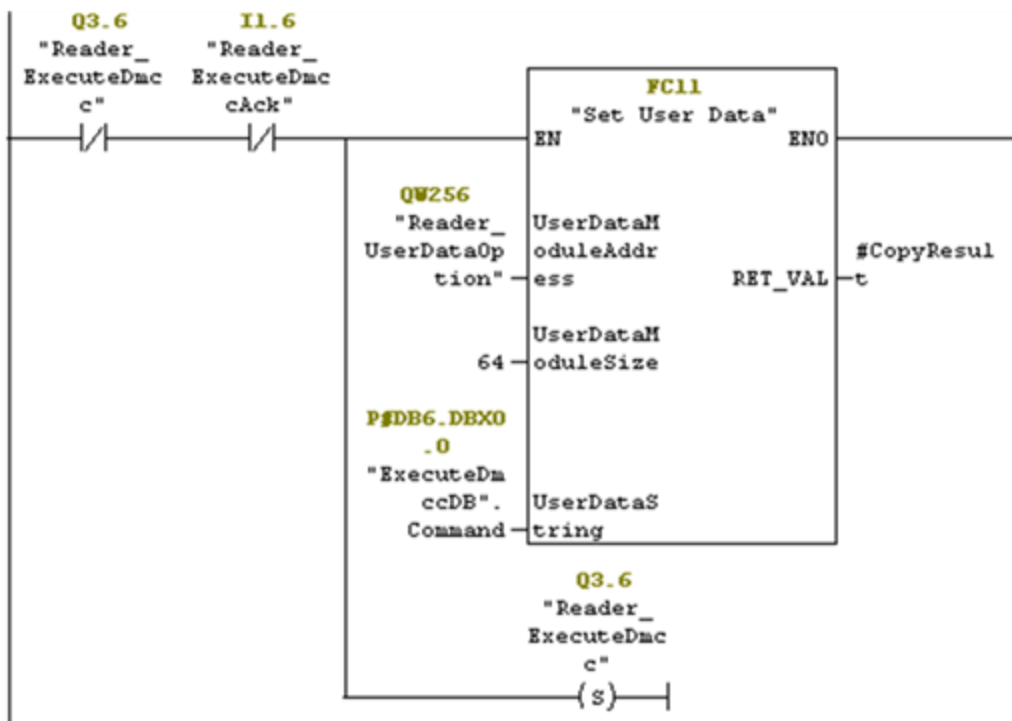 Q3.6
"Reader_
ExecuteDmc
c"
I1.6
"Reader_
ExecuteDmc
cAck"
FC11
"Set User Data"
EN
ENO
QW256
"Reader_
UserDataOp
tion"
UserDataM
oduleAddr
ess
RET_VAL
#CopyResul
t
64
UserDataM
oduleSize
P#DB6.DBX0
.0
"ExecuteDm
ccDB".
Command
UserDataS
tring
Q3.6
"Reader_
ExecuteDmc
c"
S